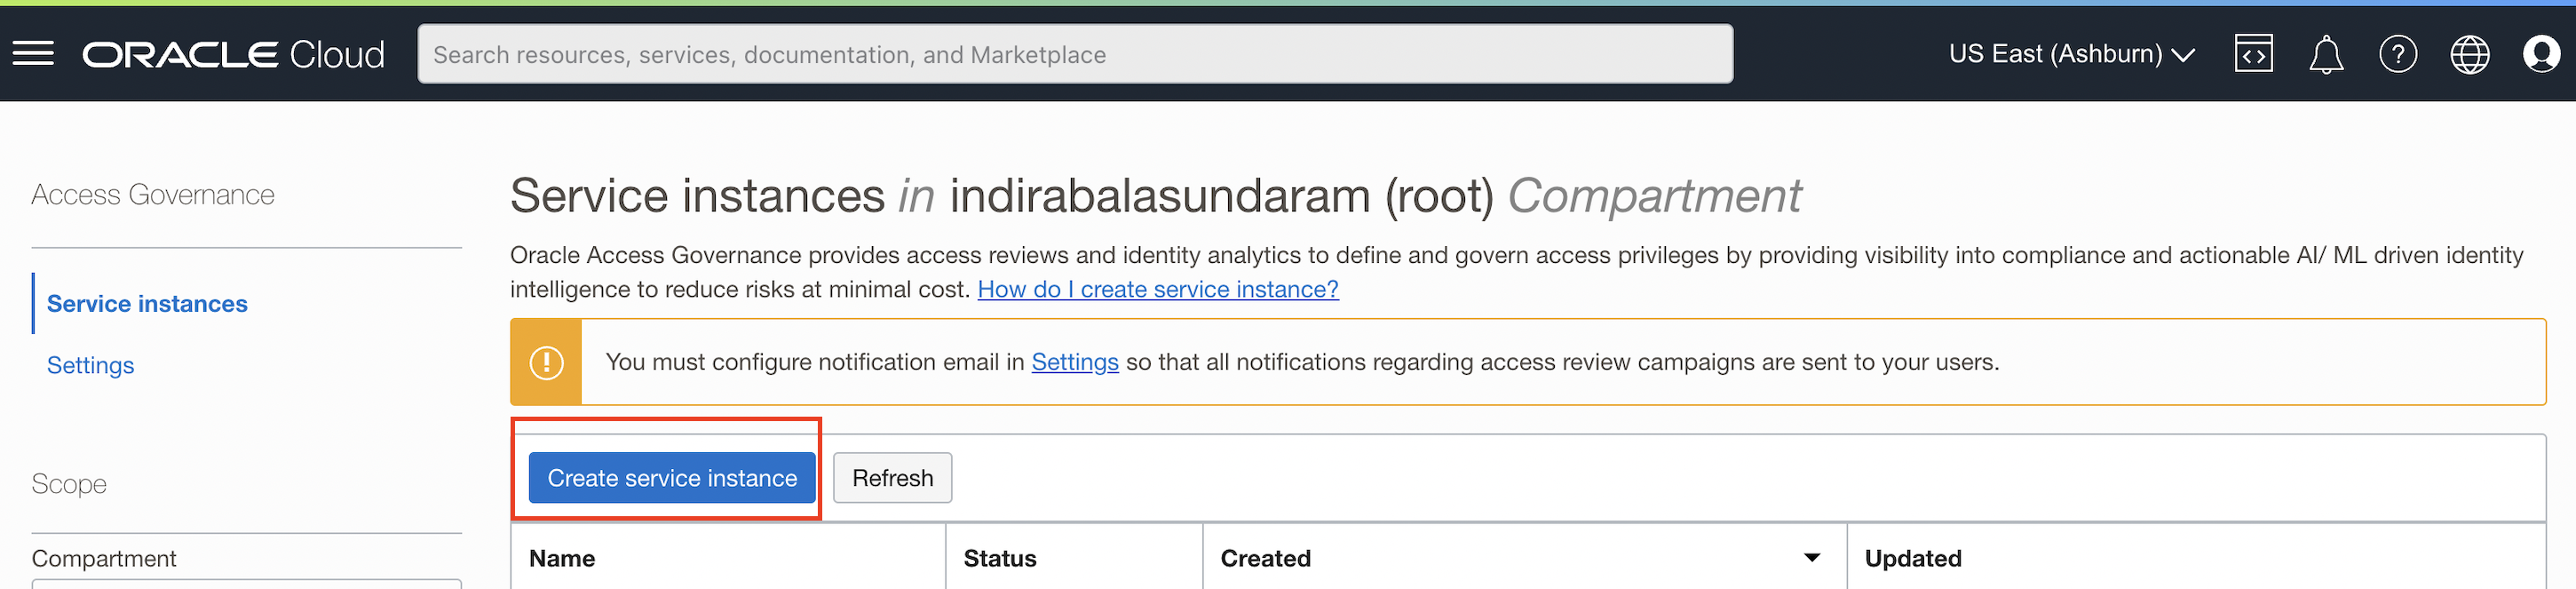 ORACLE Cloud
Search resources, services, documentation, and Marketplace
US East (Ashburn)
Access Governance
Service instances
Settings
Scope
Compartment
Service instances in indirabalasundaram (root) Compartment
Oracle Access Governance provides access reviews and identity analytics to define and govern access privileges by providing visibility into compliance and actionable AI/ ML driven identity
intelligence to reduce risks at minimal cost. How do I create service instance?
You must configure notification email in Settings so that all notifications regarding access review campaigns are sent to your users.
Create service instance Refresh
Name Status Created Updated